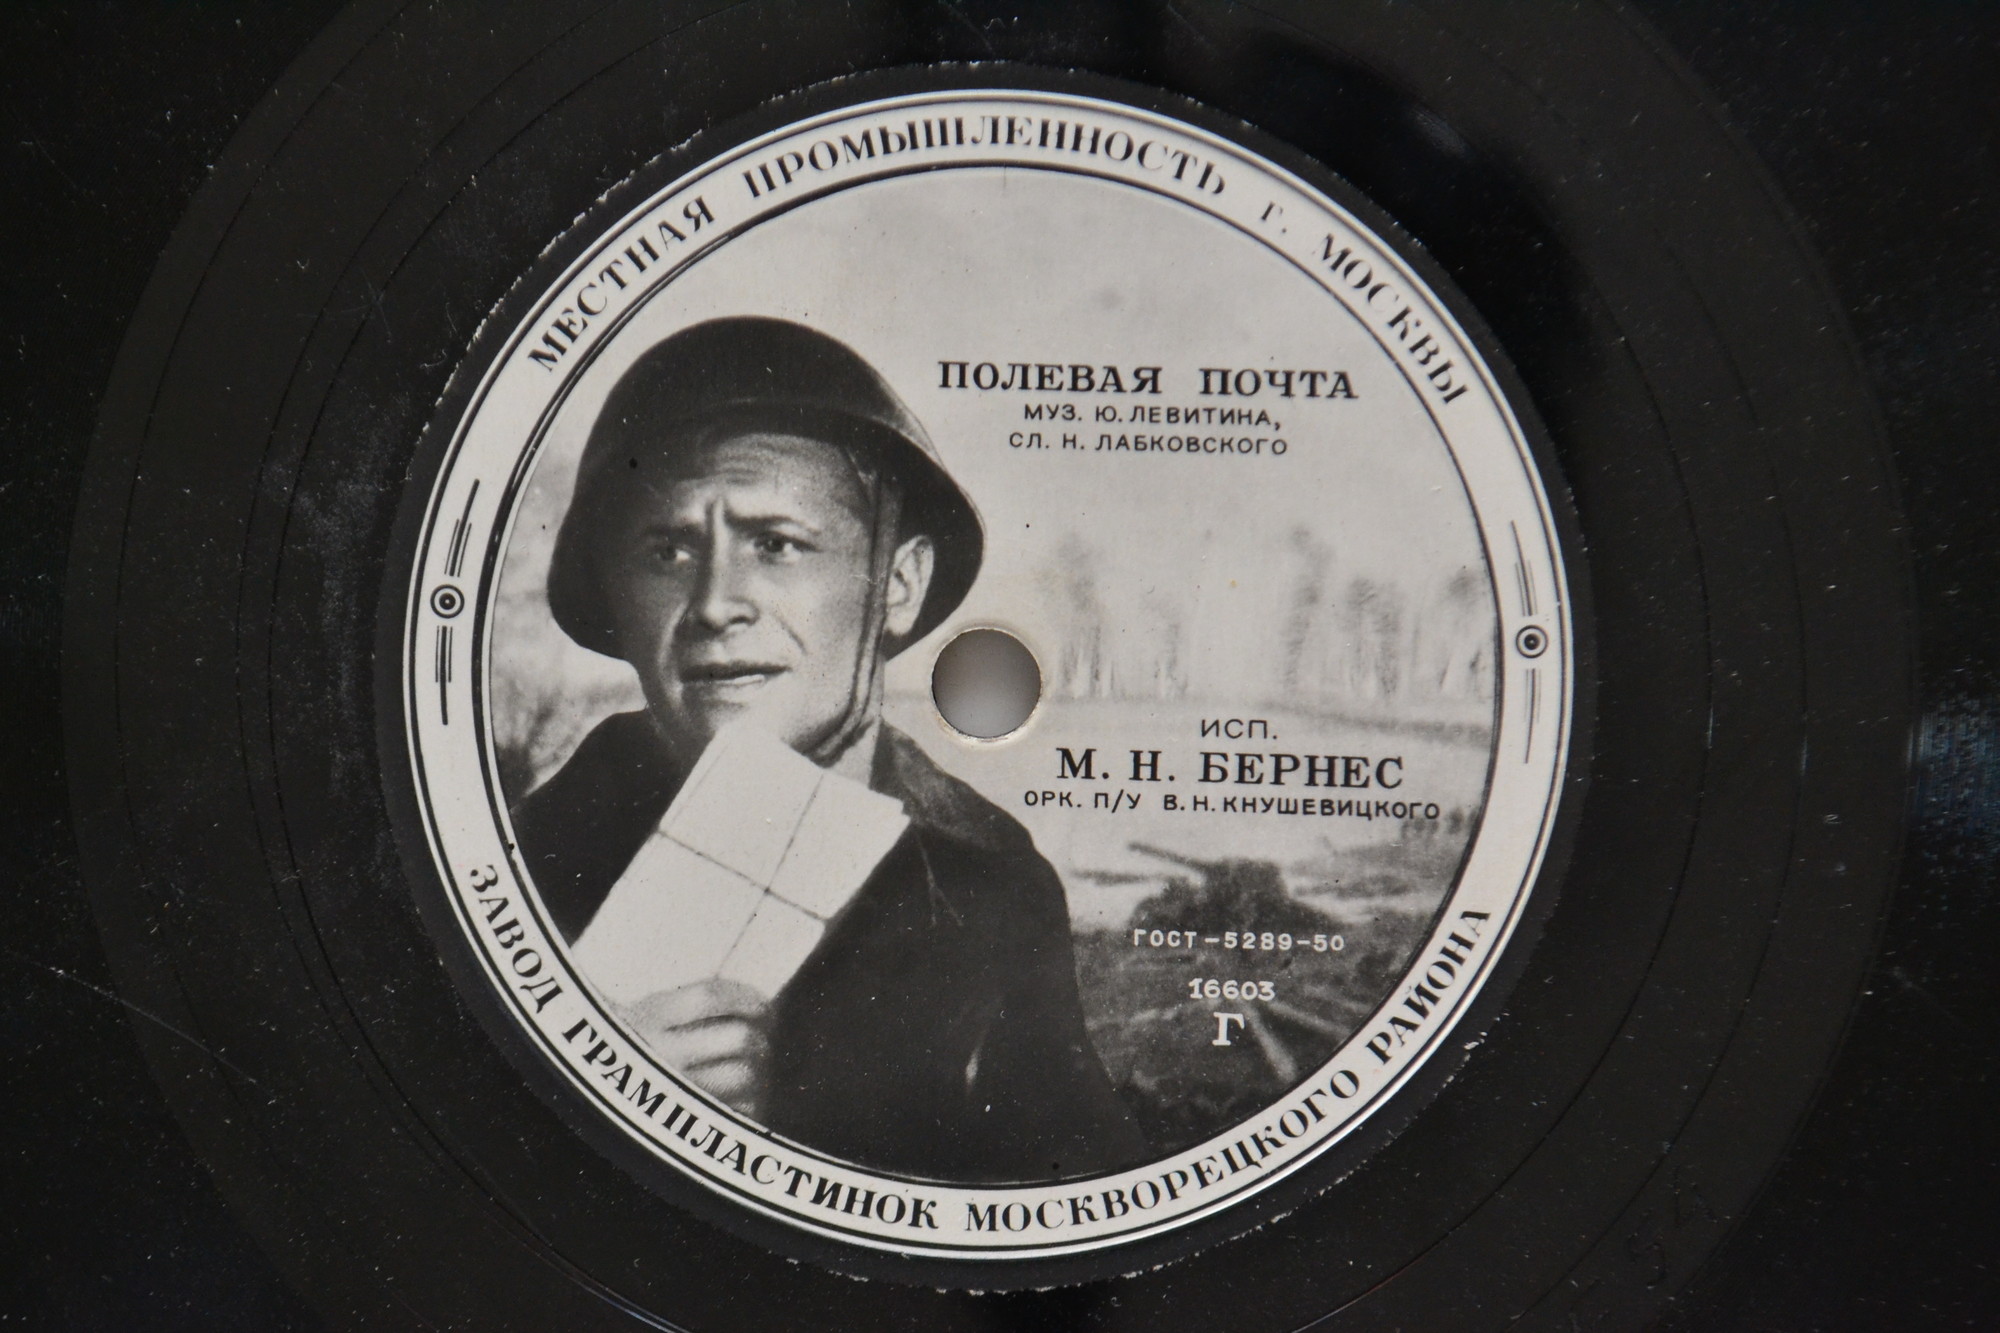 МЕСТНАЯ ПРОМЫШЛЕННОСТЬ г. МОСКВЫ
ПОЛЕВАЯ ПОЧТА
МУЗ. Ю. ЛЕВИТИНА,
СЛ. Н. ЛАБКОВСКОГО
ИСП.
М. Н. БЕРНЕС
ОРК. П/У В. Н. КНУШЕВИЦКОГО
ГОСТ-5289-50
16603
Г
ЗАВОД ГРАМПЛАСТИНОК МОСКВОРЕЦКОГО РАЙОНА